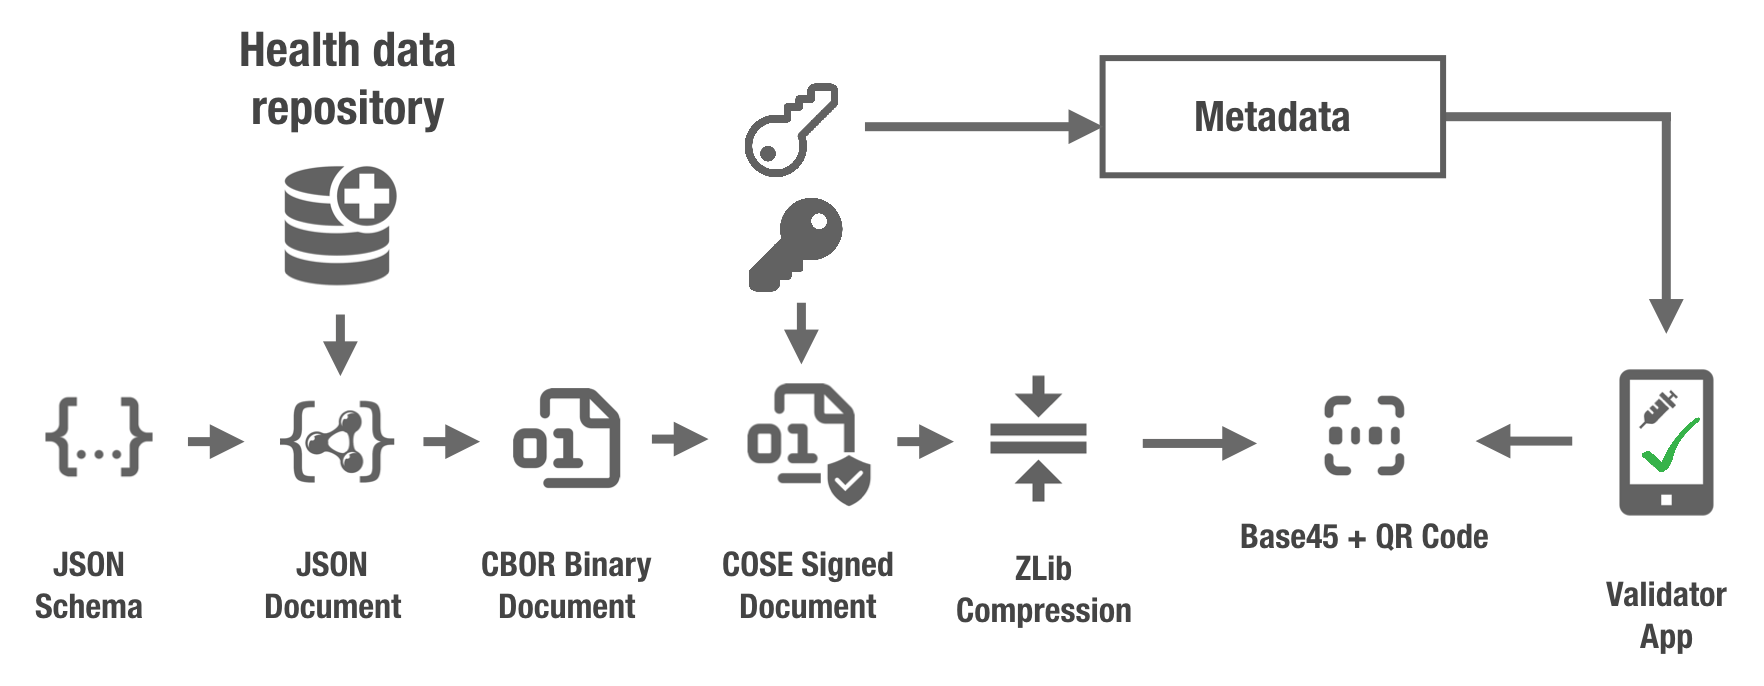 Health data
repository
Metadata
{...}
01
01
JSON
Schema
JSON
Document
CBOR Binary
Document
COSE Signed
Document
ZLib
Compression
Base45 + QR Code
Validator
App